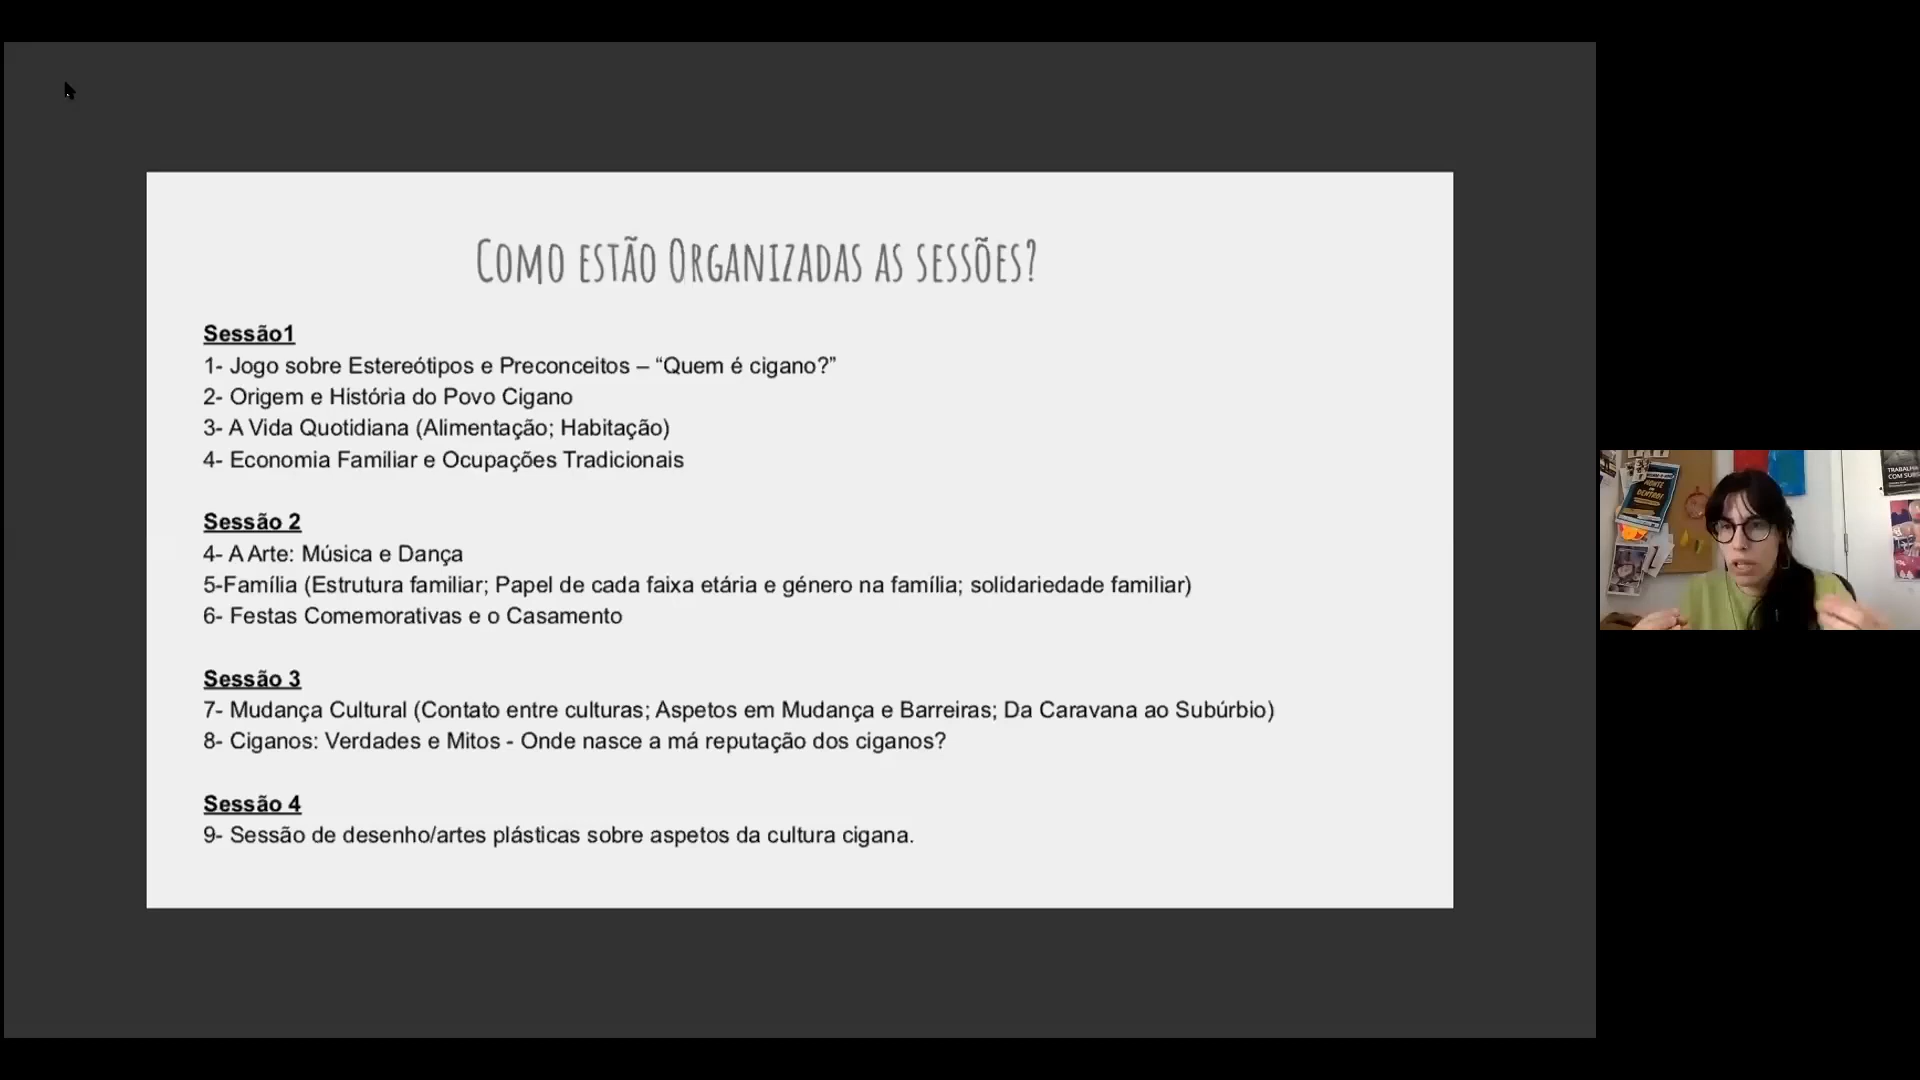 Como estão Organizadas as sessões?
Sessão1
1- Jogo sobre Estereótipos e Preconceitos – “Quem é cigano?”
2- Origem e História do Povo Cigano
3- A Vida Quotidiana (Alimentação; Habitação)
4- Economia Familiar e Ocupações Tradicionais
Sessão 2
4- A Arte: Música e Dança
5-Família (Estrutura familiar; Papel de cada faixa etária e género na família; solidariedade familiar)
6- Festas Comemorativas e o Casamento
Sessão 3
7- Mudança Cultural (Contato entre culturas; Aspetos em Mudança e Barreiras; Da Caravana ao Subúrbio)
8- Ciganos: Verdades e Mitos - Onde nasce a má reputação dos ciganos?
Sessão 4
9- Sessão de desenho/artes plásticas sobre aspetos da cultura cigana.
COM